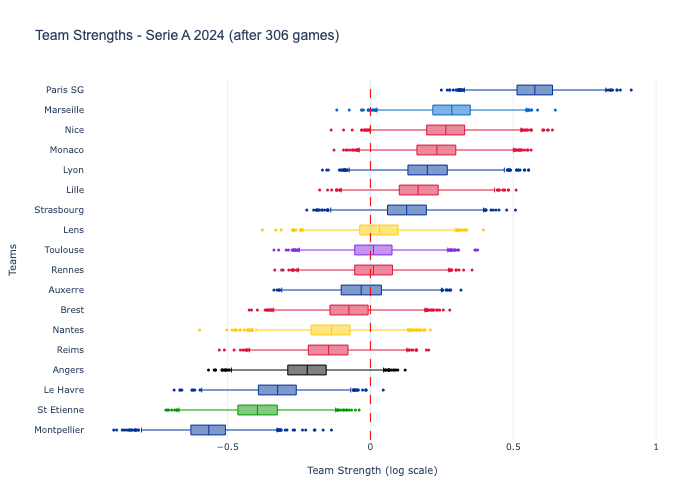 Team Strengths - Serie A 2024 (after 306 games)
Paris SG
Marseille
Nice
Monaco
Lyon
Lille
Strasbourg
Lens
Toulouse
Rennes
Auxerre
Brest
Nantes
Reims
Angers
Le Havre
St Etienne
Montpellier
Teams
−0.5 0 0.5 1
Team Strength (log scale)